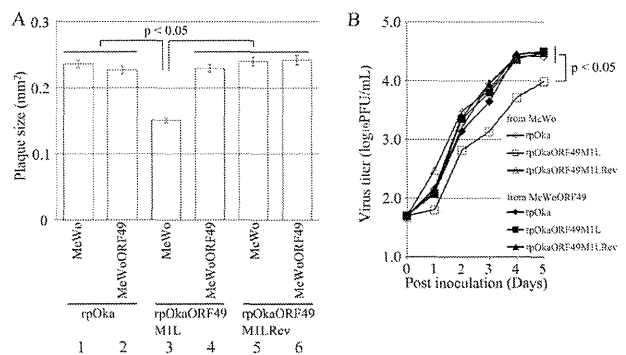 A
p < 0.05
0.3
0.2
0.1
0
Plaque size (mm²)
MeWo
MeWoORF49
MeWo
MeWoORF49
MeWo
MeWoORF49
rpOka
rpOkaORF49
M1L
rpOkaORF49
M1LRev
1 2 3 4 5 6
B
5.0
4.0
3.0
2.0
1.0
Virus titer (log₁₀PFU/mL)
p < 0.05
from MeWo
rpOka
rpOkaORF49M1L
rpOkaORF49M1LRev
from MeWoORF49
rpOka
rpOkaORF49M1L
rpOkaORF49M1LRev
0 1 2 3 4 5
Post inoculation (Days)